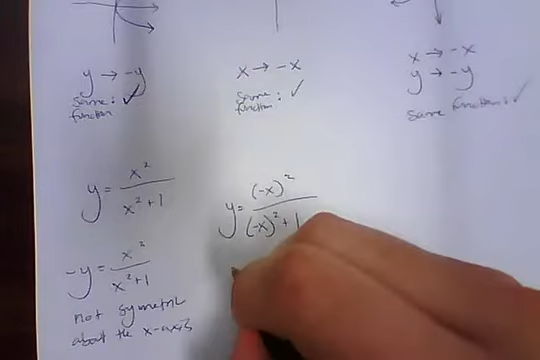 y → -y
same
function : ✓
x → -x
same
function : ✓
x → -x
y → -y
same function : ✓
y = x² / x² + 1
-y = x² / x² + 1
not symetric
about the x-axis
y = (-x)² / (-x)² + 1